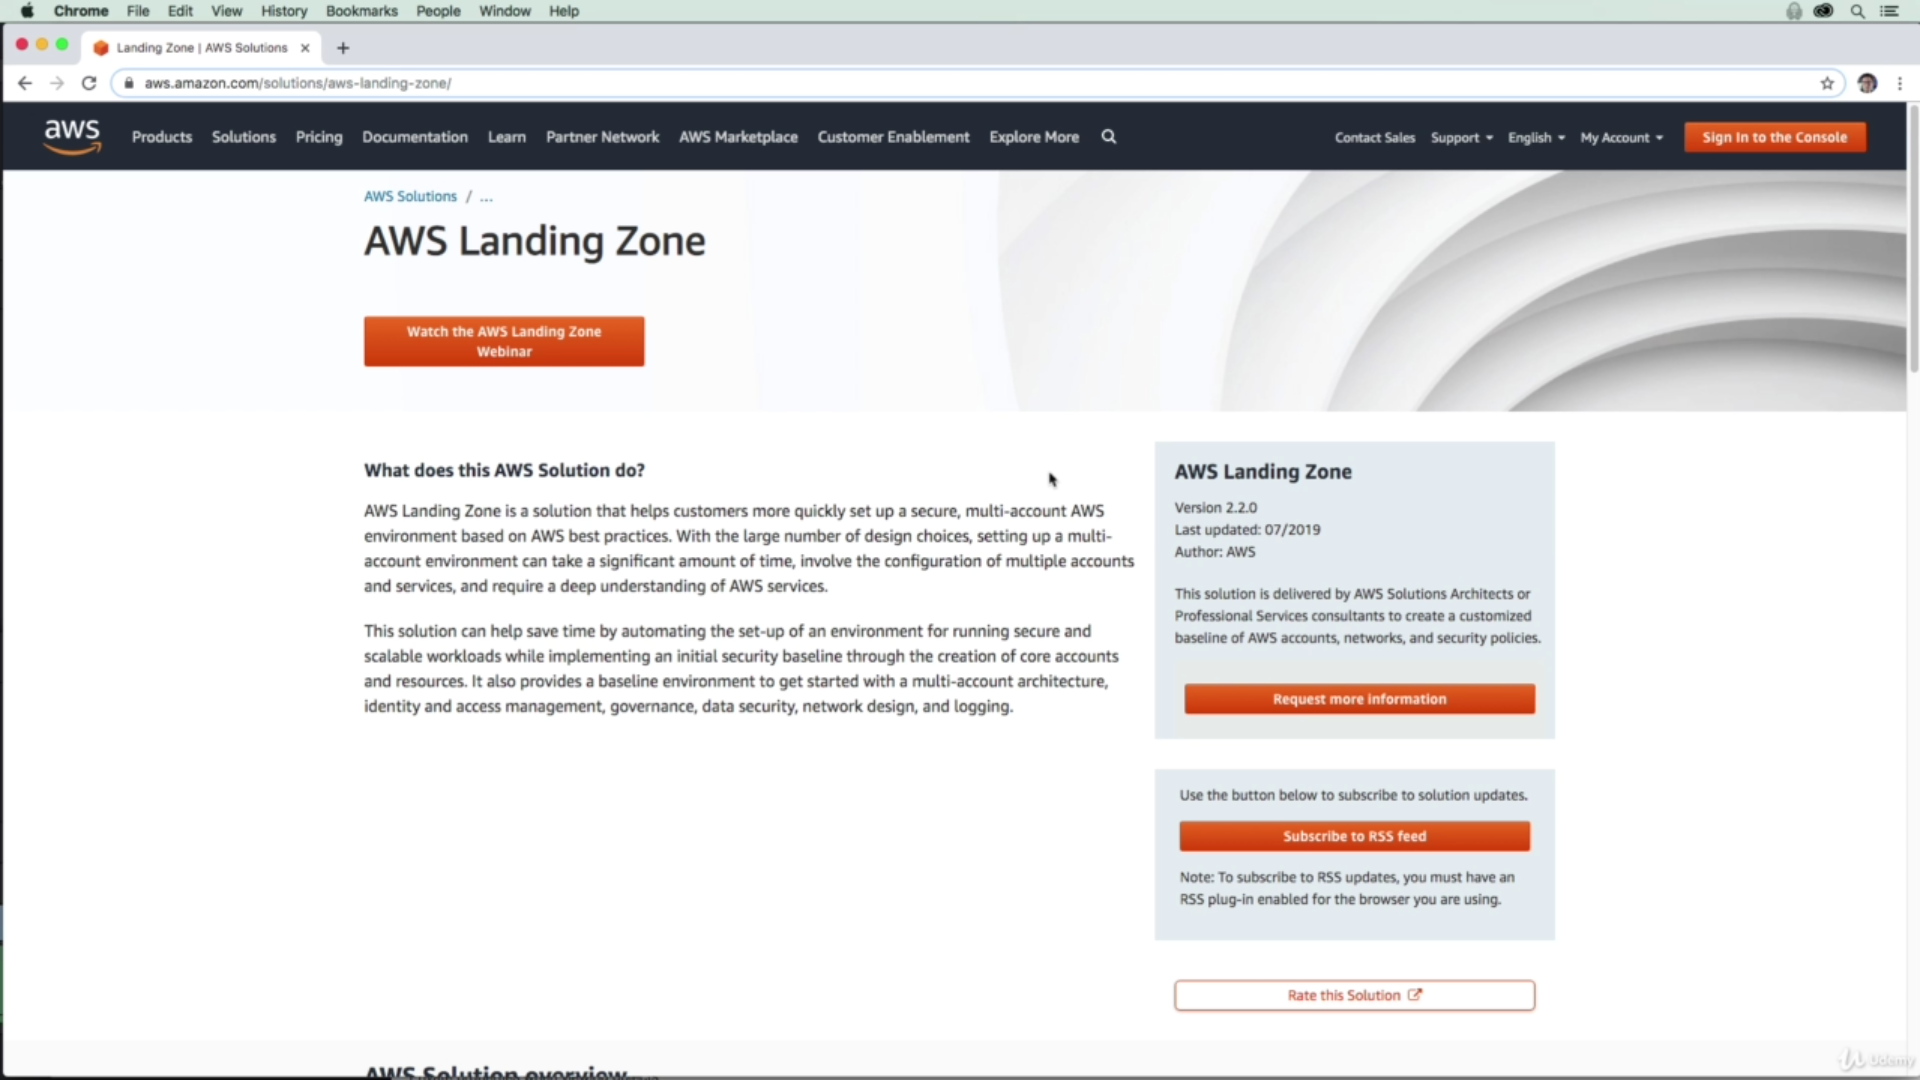 Chrome File Edit View History Bookmarks People Window Help
Landing Zone | AWS Solutions
aws.amazon.com/solutions/aws-landing-zone/
aws Products Solutions Pricing Documentation Learn Partner Network AWS Marketplace Customer Enablement Explore More Contact Sales Support English My Account Sign In to the Console
AWS Solutions / ...
AWS Landing Zone
Watch the AWS Landing Zone
Webinar
What does this AWS Solution do?
AWS Landing Zone is a solution that helps customers more quickly set up a secure, multi-account AWS
environment based on AWS best practices. With the large number of design choices, setting up a multi-
account environment can take a significant amount of time, involve the configuration of multiple accounts
and services, and require a deep understanding of AWS services.
This solution can help save time by automating the set-up of an environment for running secure and
scalable workloads while implementing an initial security baseline through the creation of core accounts
and resources. It also provides a baseline environment to get started with a multi-account architecture,
identity and access management, governance, data security, network design, and logging.
AWS Landing Zone
Version 2.2.0
Last updated: 07/2019
Author: AWS
This solution is delivered by AWS Solutions Architects or
Professional Services consultants to create a customized
baseline of AWS accounts, networks, and security policies.
Request more information
Use the button below to subscribe to solution updates.
Subscribe to RSS feed
Note: To subscribe to RSS updates, you must have an
RSS plug-in enabled for the browser you are using.
Rate this Solution
AWS Solution overview
Udemy